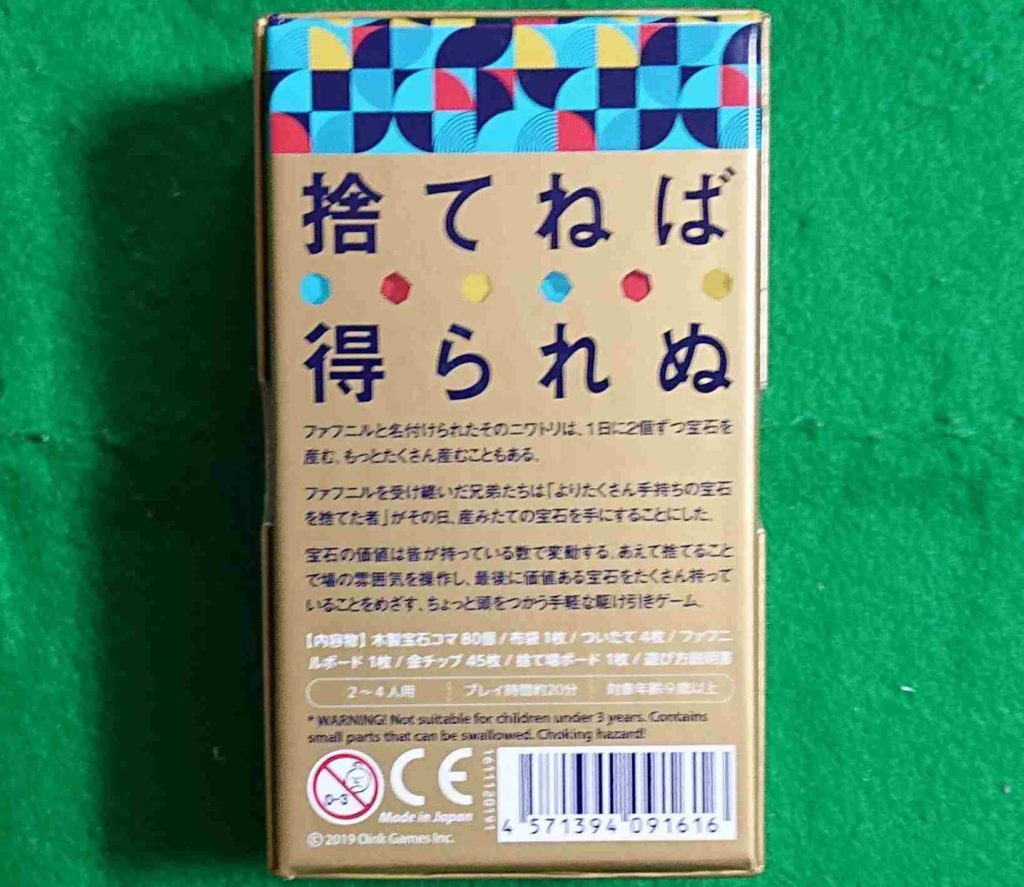 捨てねば
得られぬ
ファフニルと名付けられたそのニワトリは、1日に2個ずつ宝石を
産む。もっとたくさん産むこともある。
ファフニルを受け継いだ兄弟たちは「よりたくさん手持ちの宝石
を捨てた者」がその日、産みたての宝石を手にすることにした。
宝石の価値は皆が持っている数で変動する。あえて捨てること
で場の雰囲気を操作し、最後に価値ある宝石をたくさん持って
いることをめざす、ちょっと頭をつかう手軽な駆け引きゲーム。
【内容物】木製宝石コマ 80個 / 布袋 1枚 / ついたて 4枚 / ファフニ
ルボード 1枚 / 金チップ 45枚 / 捨て場ボード 1枚 / 遊び方説明書
2〜4人用 プレイ時間約20分 対象年齢9歳以上
* WARNING! Not suitable for children under 3 years. Contains
small parts that can be swallowed. Choking hazard!
0-3
CE
Made in Japan
1611120191
© 2019 Oink Games Inc.
4 571394 091616